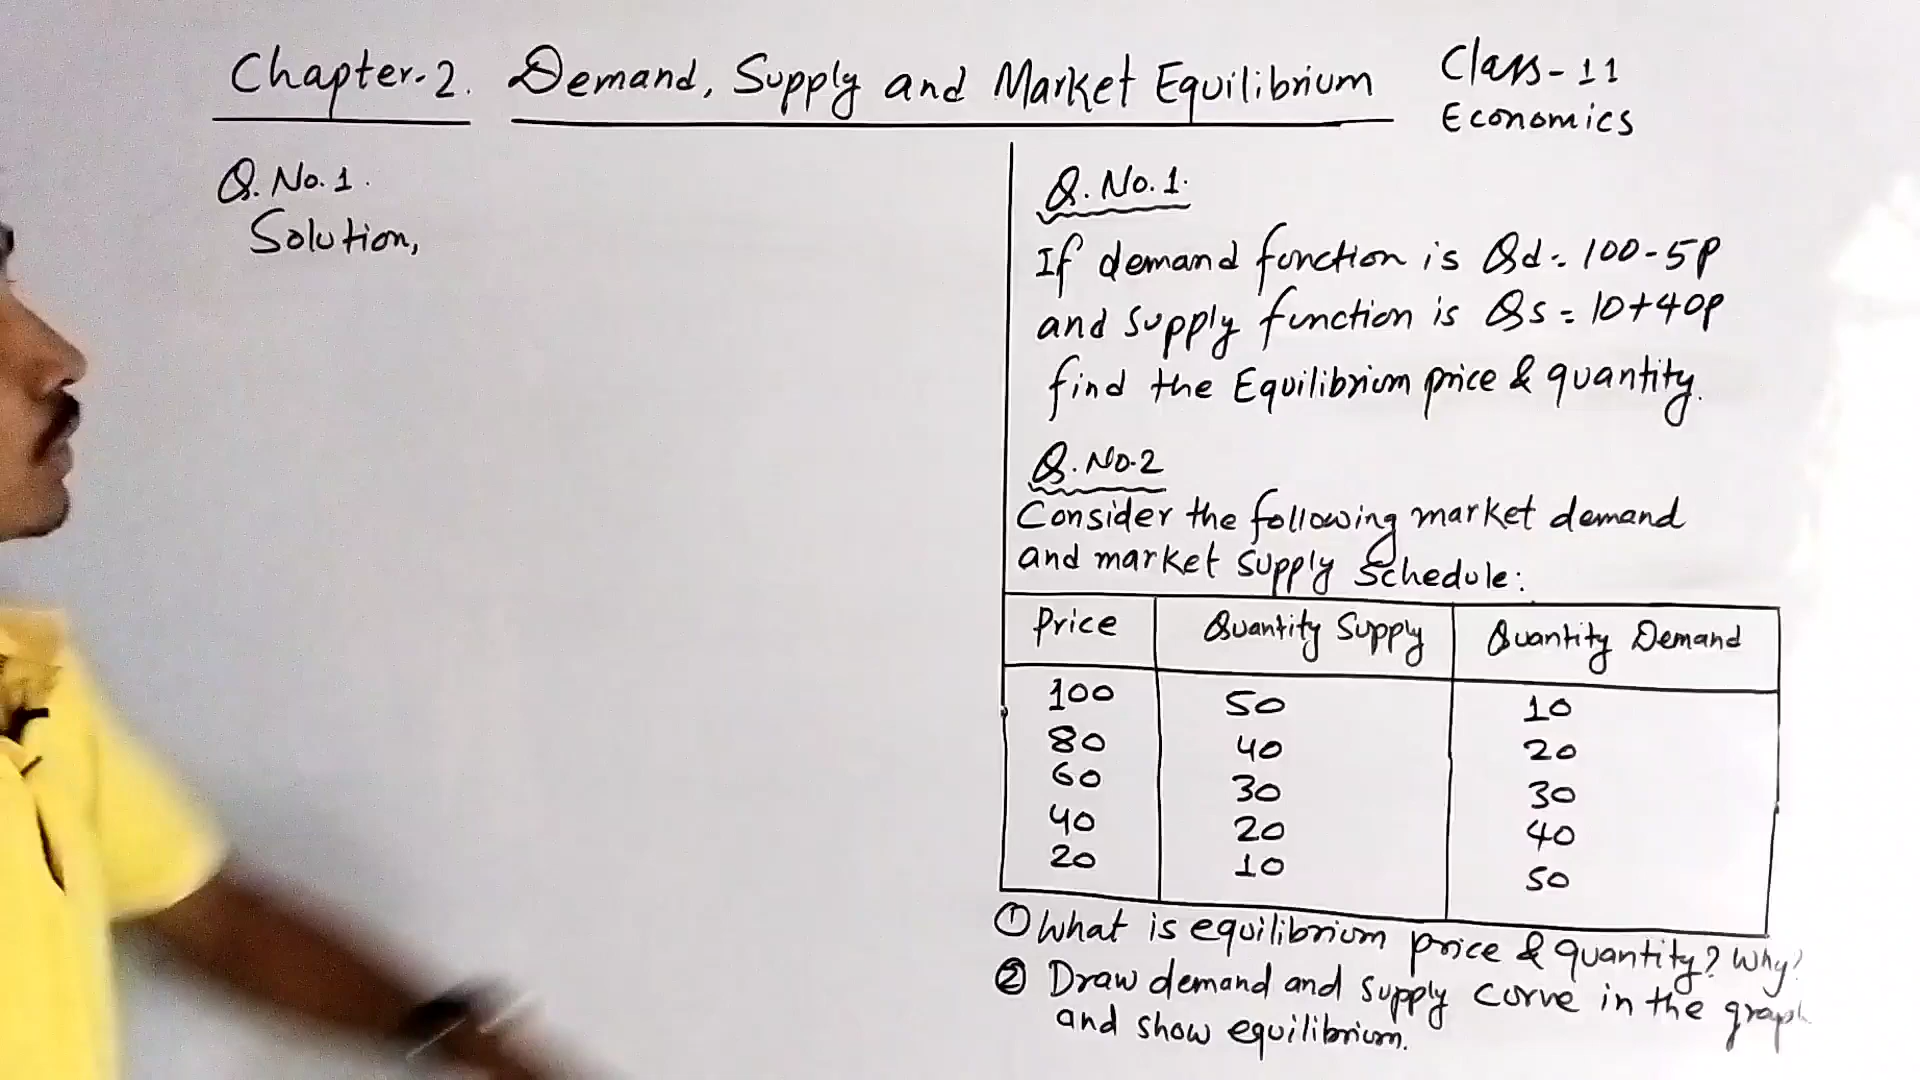 Chapter-2. Demand, Supply and Market Equilibrium
Class-11
Economics
Q. No. 1.
Solution,
Q. No. 1.
If demand function is Qd = 100-5P
and supply function is Qs = 10+40P
find the Equilibrium price & quantity.
Q. No.2
Consider the following market demand
and market supply schedule:
Price Quantity Supply Quantity Demand
100 50 10
80 40 20
60 30 30
40 20 40
20 10 50
① What is equilibrium price & quantity? Why?
② Draw demand and supply curve in the graph
and show equilibrium.